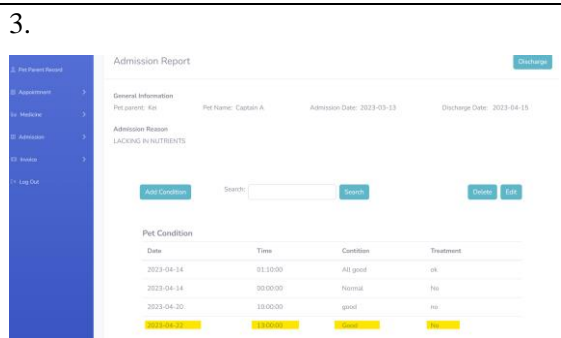 3.
Pet Parent Record
Admission Report
Discharge
Appointment
General Information
Pet parent: Kei Pet Name: Captain A Admission Date: 2023-03-13 Discharge Date: 2023-04-15
Medicine
Admission Reason
Admission
LACKING IN NUTRIENTS
Invoice
Log Out
Add Condition Search: Search Delete Edit
Pet Condition
Date Time Contition Treatment
2023-04-14 01:10:00 All good ok
2023-04-14 00:00:00 Normal No
2023-04-20 10:00:00 good no
2023-04-22 13:00:00 Good No